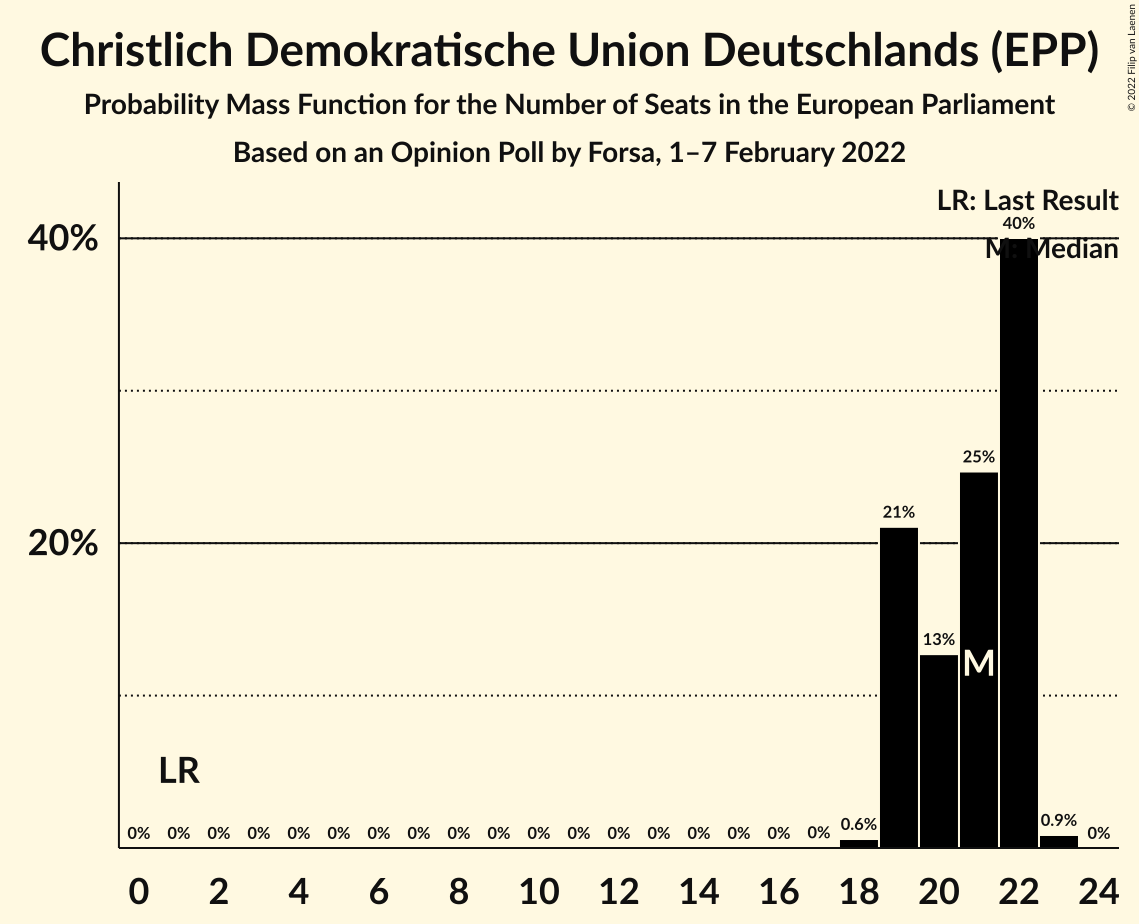 Christlich Demokratische Union Deutschlands (EPP)
Probability Mass Function for the Number of Seats in the European Parliament
Based on an Opinion Poll by Forsa, 1–7 February 2022
© 2022 Filip van Laenen
LR: Last Result
M: Median
40%
20%
40%
25%
21%
13%
M
LR
0% 0% 0% 0% 0% 0% 0% 0% 0% 0% 0% 0% 0% 0% 0% 0% 0% 0% 0.6% 0.9% 0%
0 2 4 6 8 10 12 14 16 18 20 22 24